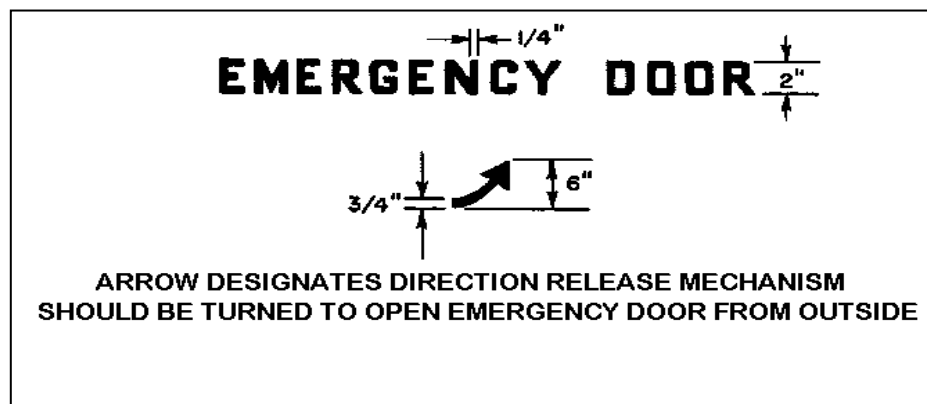 1/4"
EMERGENCY DOOR
2"
6"
3/4"
ARROW DESIGNATES DIRECTION RELEASE MECHANISM
SHOULD BE TURNED TO OPEN EMERGENCY DOOR FROM OUTSIDE